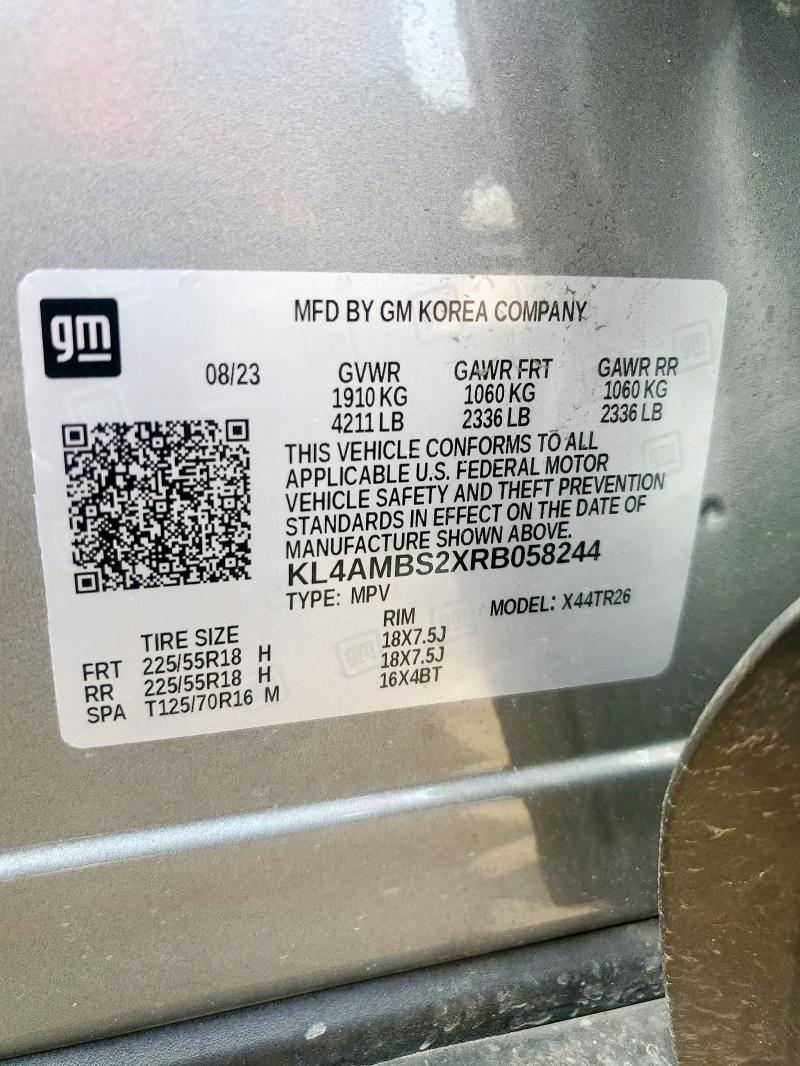 gm
MFD BY GM KOREA COMPANY
08/23 GVWR GAWR FRT GAWR RR
1910 KG 1060 KG 1060 KG
4211 LB 2336 LB 2336 LB
THIS VEHICLE CONFORMS TO ALL
APPLICABLE U.S. FEDERAL MOTOR
VEHICLE SAFETY AND THEFT PREVENTION
STANDARDS IN EFFECT ON THE DATE OF
MANUFACTURE SHOWN ABOVE.
KL4AMBS2XRB058244
TYPE: MPV MODEL: X44TR26
TIRE SIZE RIM
FRT 225/55R18 H 18X7.5J
RR 225/55R18 H 18X7.5J
SPA T125/70R16 M 16X4BT